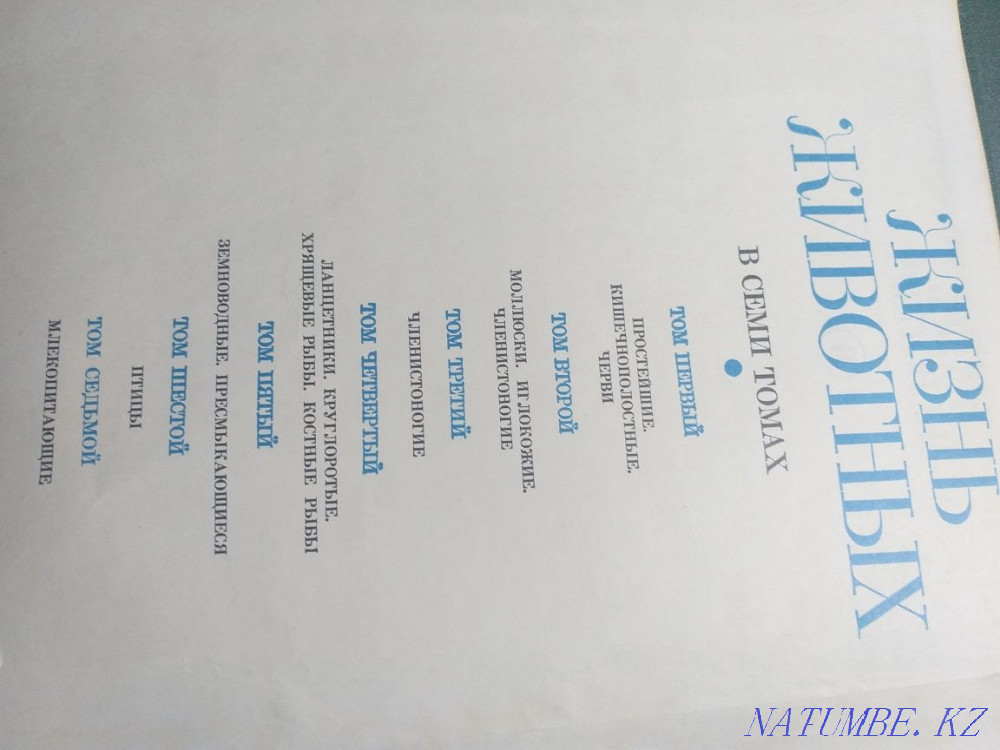 ЖИЗНЬ
ЖИВОТНЫХ
В СЕМИ ТОМАХ
ТОМ ПЕРВЫЙ
ПРОСТЕЙШИЕ.
КИШЕЧНОПОЛОСТНЫЕ.
ЧЕРВИ
ТОМ ВТОРОЙ
МОЛЛЮСКИ. ИГЛОКОЖИЕ.
ЧЛЕНИСТОНОГИЕ
ТОМ ТРЕТИЙ
ЧЛЕНИСТОНОГИЕ
ТОМ ЧЕТВЕРТЫЙ
ЛАНЦЕТНИКИ. КРУГЛОРОТЫЕ.
ХРЯЩЕВЫЕ РЫБЫ. КОСТНЫЕ РЫБЫ
ТОМ ПЯТЫЙ
ЗЕМНОВОДНЫЕ. ПРЕСМЫКАЮЩИЕСЯ
ТОМ ШЕСТОЙ
ПТИЦЫ
ТОМ СЕДЬМОЙ
МЛЕКОПИТАЮЩИЕ
NATUMBE. KZ